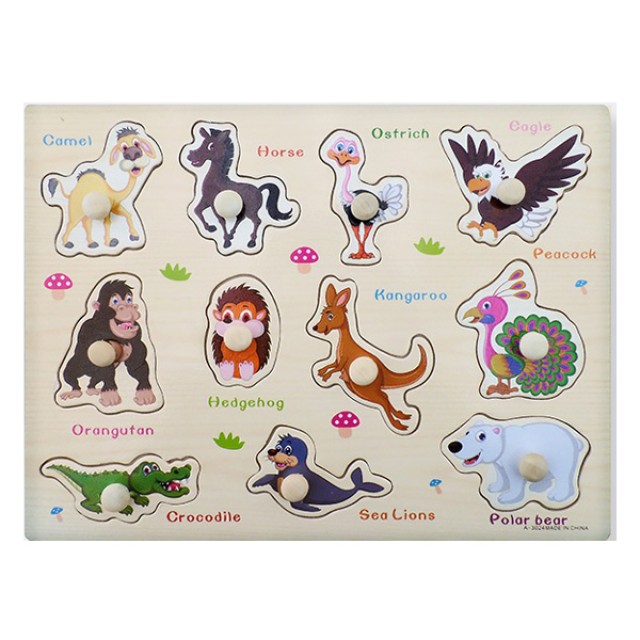 Camel
Horse
Ostrich
Eagle
Peacock
Kangaroo
Hedgehog
Orangutan
Crocodile
Sea Lions
Polar bear
A-3024 MADE IN CHINA